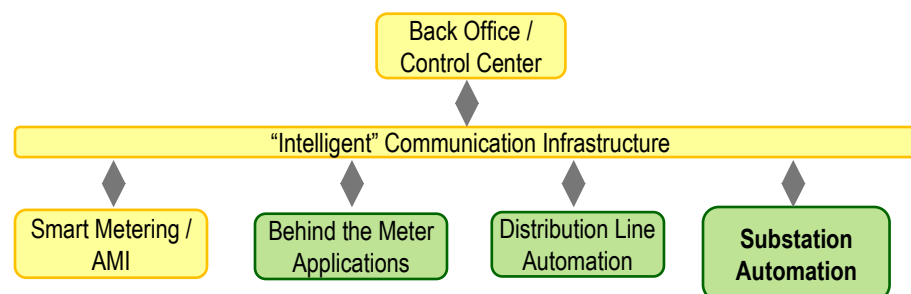 Back Office /
Control Center
“Intelligent” Communication Infrastructure
Smart Metering /
AMI
Behind the Meter
Applications
Distribution Line
Automation
Substation
Automation